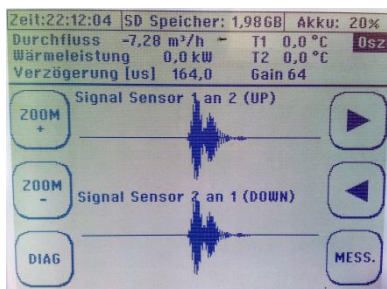 Zeit:22:12:04 SD Speicher: 1,98GB Akku: 20%
Durchfluss -7,28 m³/h T1 0,0 °C Osz
Wärmeleistung 0,0 kW T2 0,0 °C
Verzögerung [us] 164,0 Gain 64
Signal Sensor 1 an 2 (UP)
ZOOM
+
ZOOM
-
Signal Sensor 2 an 1 (DOWN)
DIAG
MESS.